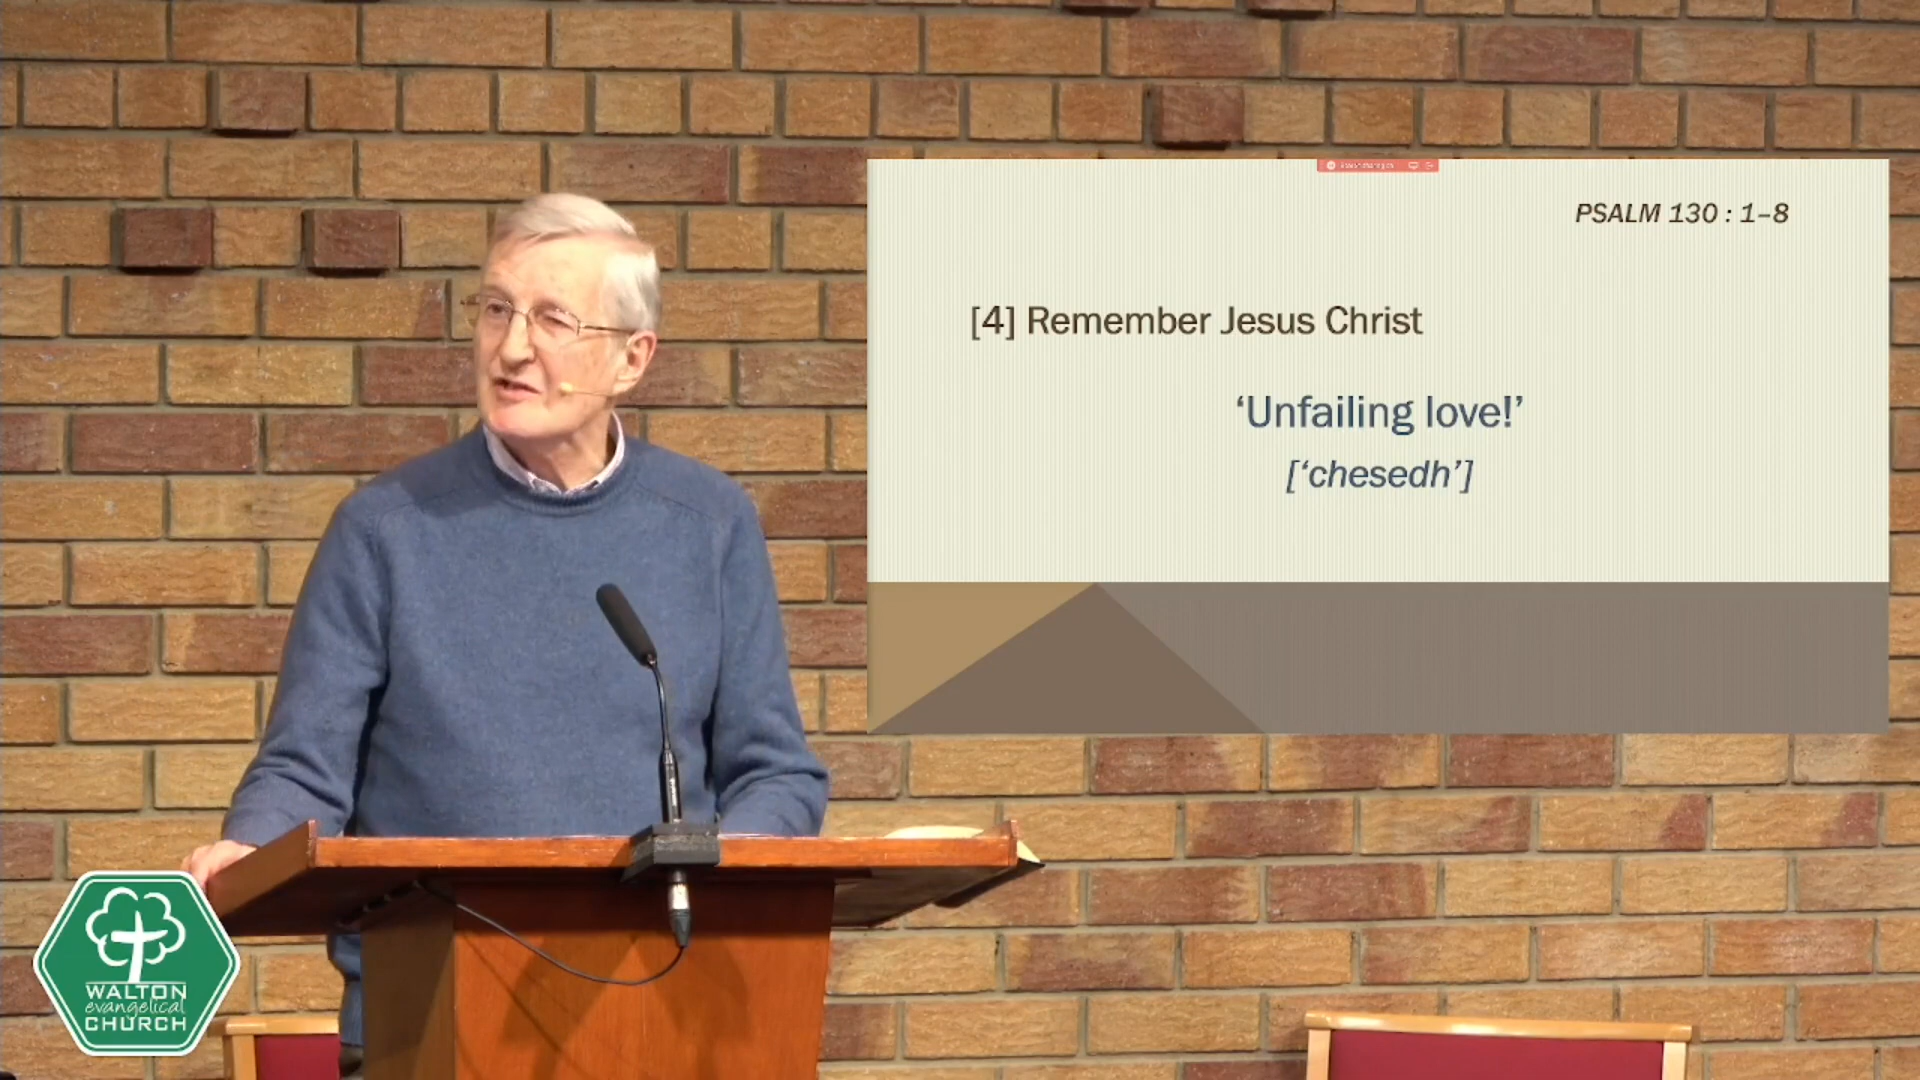 PSALM 130 : 1–8
[4] Remember Jesus Christ
‘Unfailing love!’
[‘chesedh’]
WALTON
evangelical
CHURCH